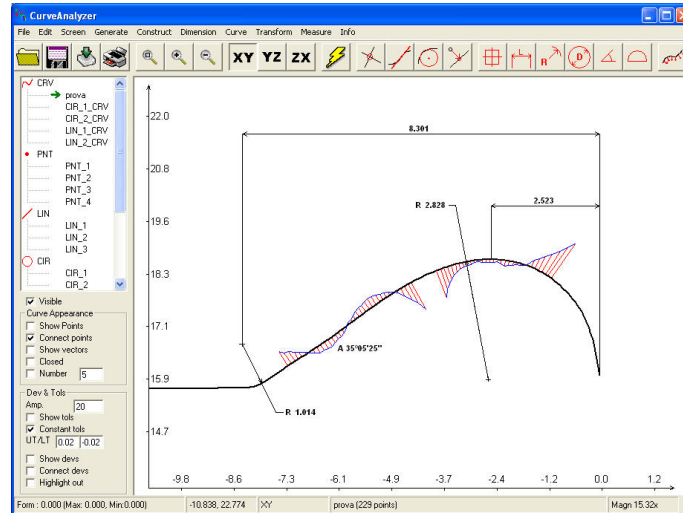 CurveAnalyzer
File Edit Screen Generate Construct Dimension Curve Transform Measure Info
XY YZ ZX R D
CRV
prova
CIR_1_CRV
CIR_2_CRV
LIN_1_CRV
LIN_2_CRV
PNT
PNT_1
PNT_2
PNT_3
PNT_4
LIN
LIN_1
LIN_2
LIN_3
CIR
CIR_1
CIR_2
Visible
Curve Appearance
Show Points
Connect points
Show vectors
Closed
Number 5
Dev & Tols
Amp. 20
Show tols
Constant tols
UT/LT 0.02 -0.02
Show devs
Connect devs
Highlight out
22.0
20.8
19.6
18.3
17.1
15.9
14.7
8.301
R 2.828
2.523
A 35°05'25"
R 1.014
-9.8 -8.6 -7.3 -6.1 -4.9 -3.7 -2.4 -1.2 0.0 1.2
Form : 0.000 (Max: 0.000, Min:0.000) -10.838, 22.774 XY prova (229 points) Magn 15.32x